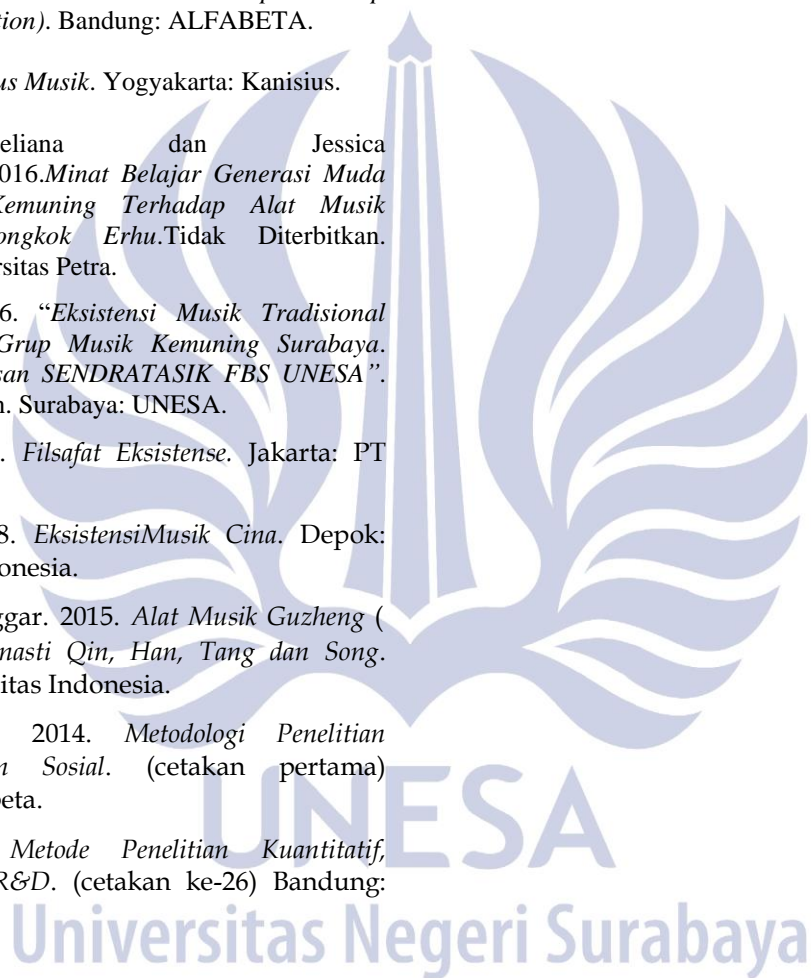 tion). Bandung: ALFABETA.
us Musik. Yogyakarta: Kanisius.
eliana dan Jessica
016.Minat Belajar Generasi Muda
Kemuning Terhadap Alat Musik
ongkok Erhu.Tidak Diterbitkan.
rsitas Petra.
6. “Eksistensi Musik Tradisional
Grup Musik Kemuning Surabaya.
san SENDRATASIK FBS UNESA”.
n. Surabaya: UNESA.
. Filsafat Eksistense. Jakarta: PT
8. EksistensiMusik Cina. Depok:
onesia.
ggar. 2015. Alat Musik Guzheng (
nasti Qin, Han, Tang dan Song.
itas Indonesia.
2014. Metodologi Penelitian
n Sosial. (cetakan pertama)
beta.
Metode Penelitian Kuantitatif,
R&D. (cetakan ke-26) Bandung:
UNESA
Universitas Negeri Surabaya